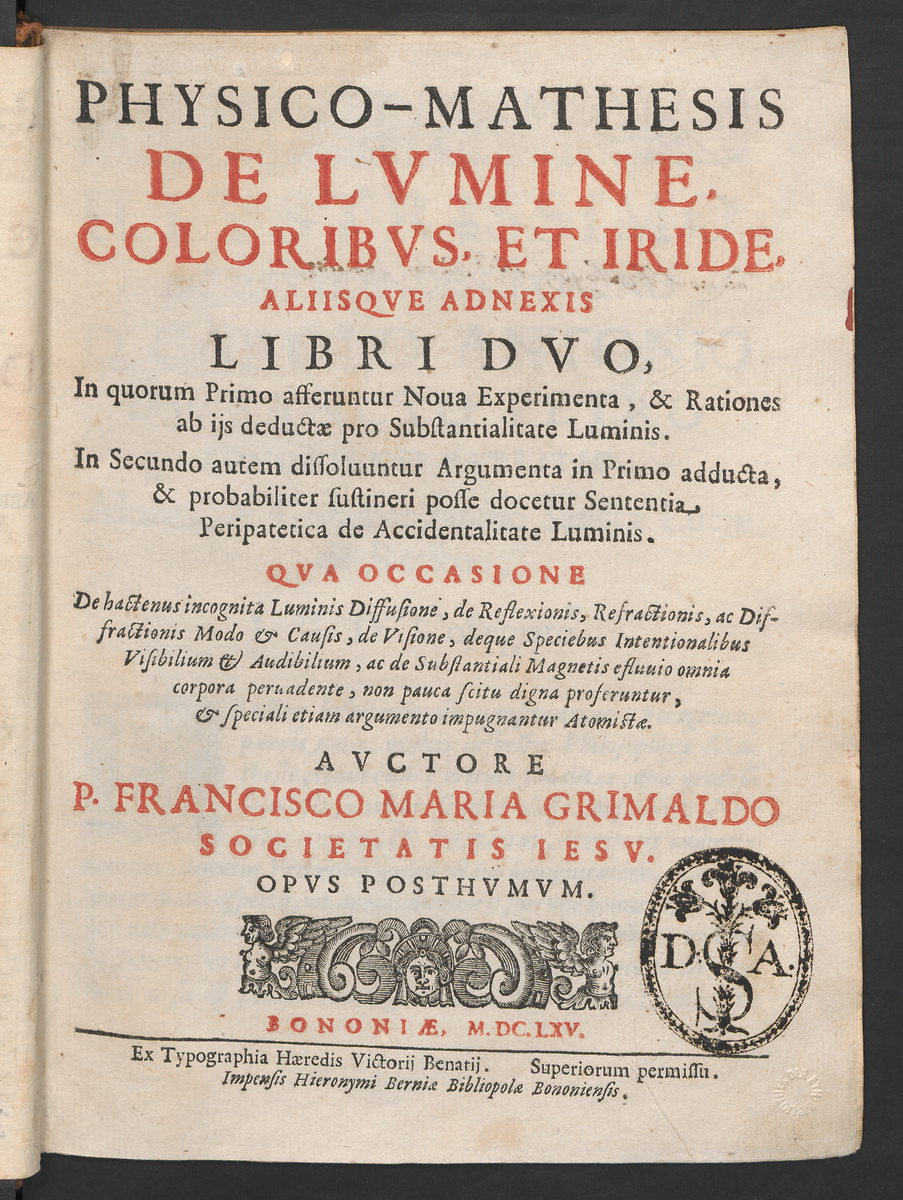 PHYSICO-MATHESIS
DE LVMINE,
COLORIBVS, ET IRIDE,
ALIISQVE ADNEXIS
LIBRI DVO,
In quorum Primo afferuntur Noua Experimenta, & Rationes
ab ijs deductæ pro Substantialitate Luminis.
In Secundo autem dissoluuntur Argumenta in Primo adducta,
& probabiliter sustineri posse docetur Sententia
Peripatetica de Accidentalitate Luminis.
QVA OCCASIONE
De hactenus incognita Luminis Diffusione, de Reflexionis, Refractionis, ac Dif-
fractionis Modo & Causis, de Visione, deque Speciebus Intentionalibus
Visibilium & Audibilium, ac de Substantiali Magnetis efluuio omnia
corpora peruadente, non pauca scitu digna proferuntur,
& speciali etiam argumento impugnantur Atomistæ.
AVCTORE
P. FRANCISCO MARIA GRIMALDO
SOCIETATIS IESV.
OPVS POSTHVMVM.
D. G. A.
S
BONONIÆ, M.DC.LXV.
Ex Typographia Hæredis Victorij Benatij. Superiorum permissu.
Impensis Hieronymi Berniæ Bibliopolæ Bononiensis.